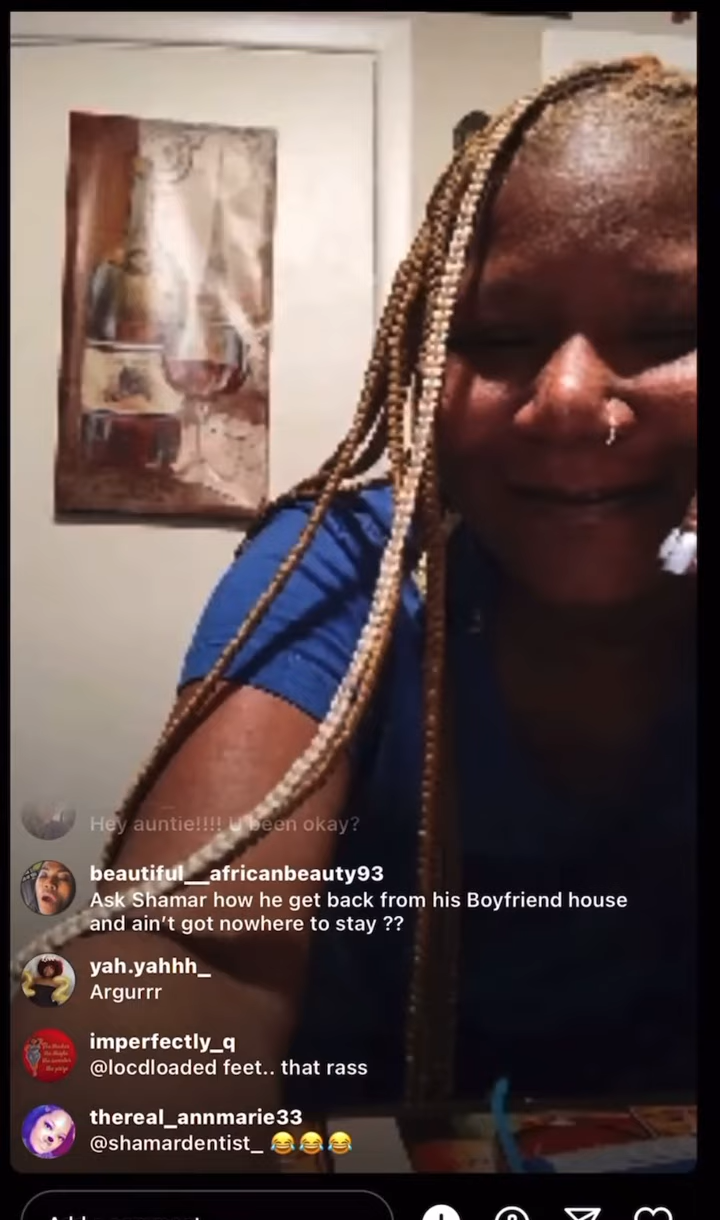 Hey auntie!!!! U been okay?
beautiful__africanbeauty93
Ask Shamar how he get back from his Boyfriend house
and ain't got nowhere to stay ??
yah.yahhh_
Argurrr
imperfectly_q
@locdloaded feet.. that rass
thereal_annmarie33
@shamardentist_ 😂😂😂